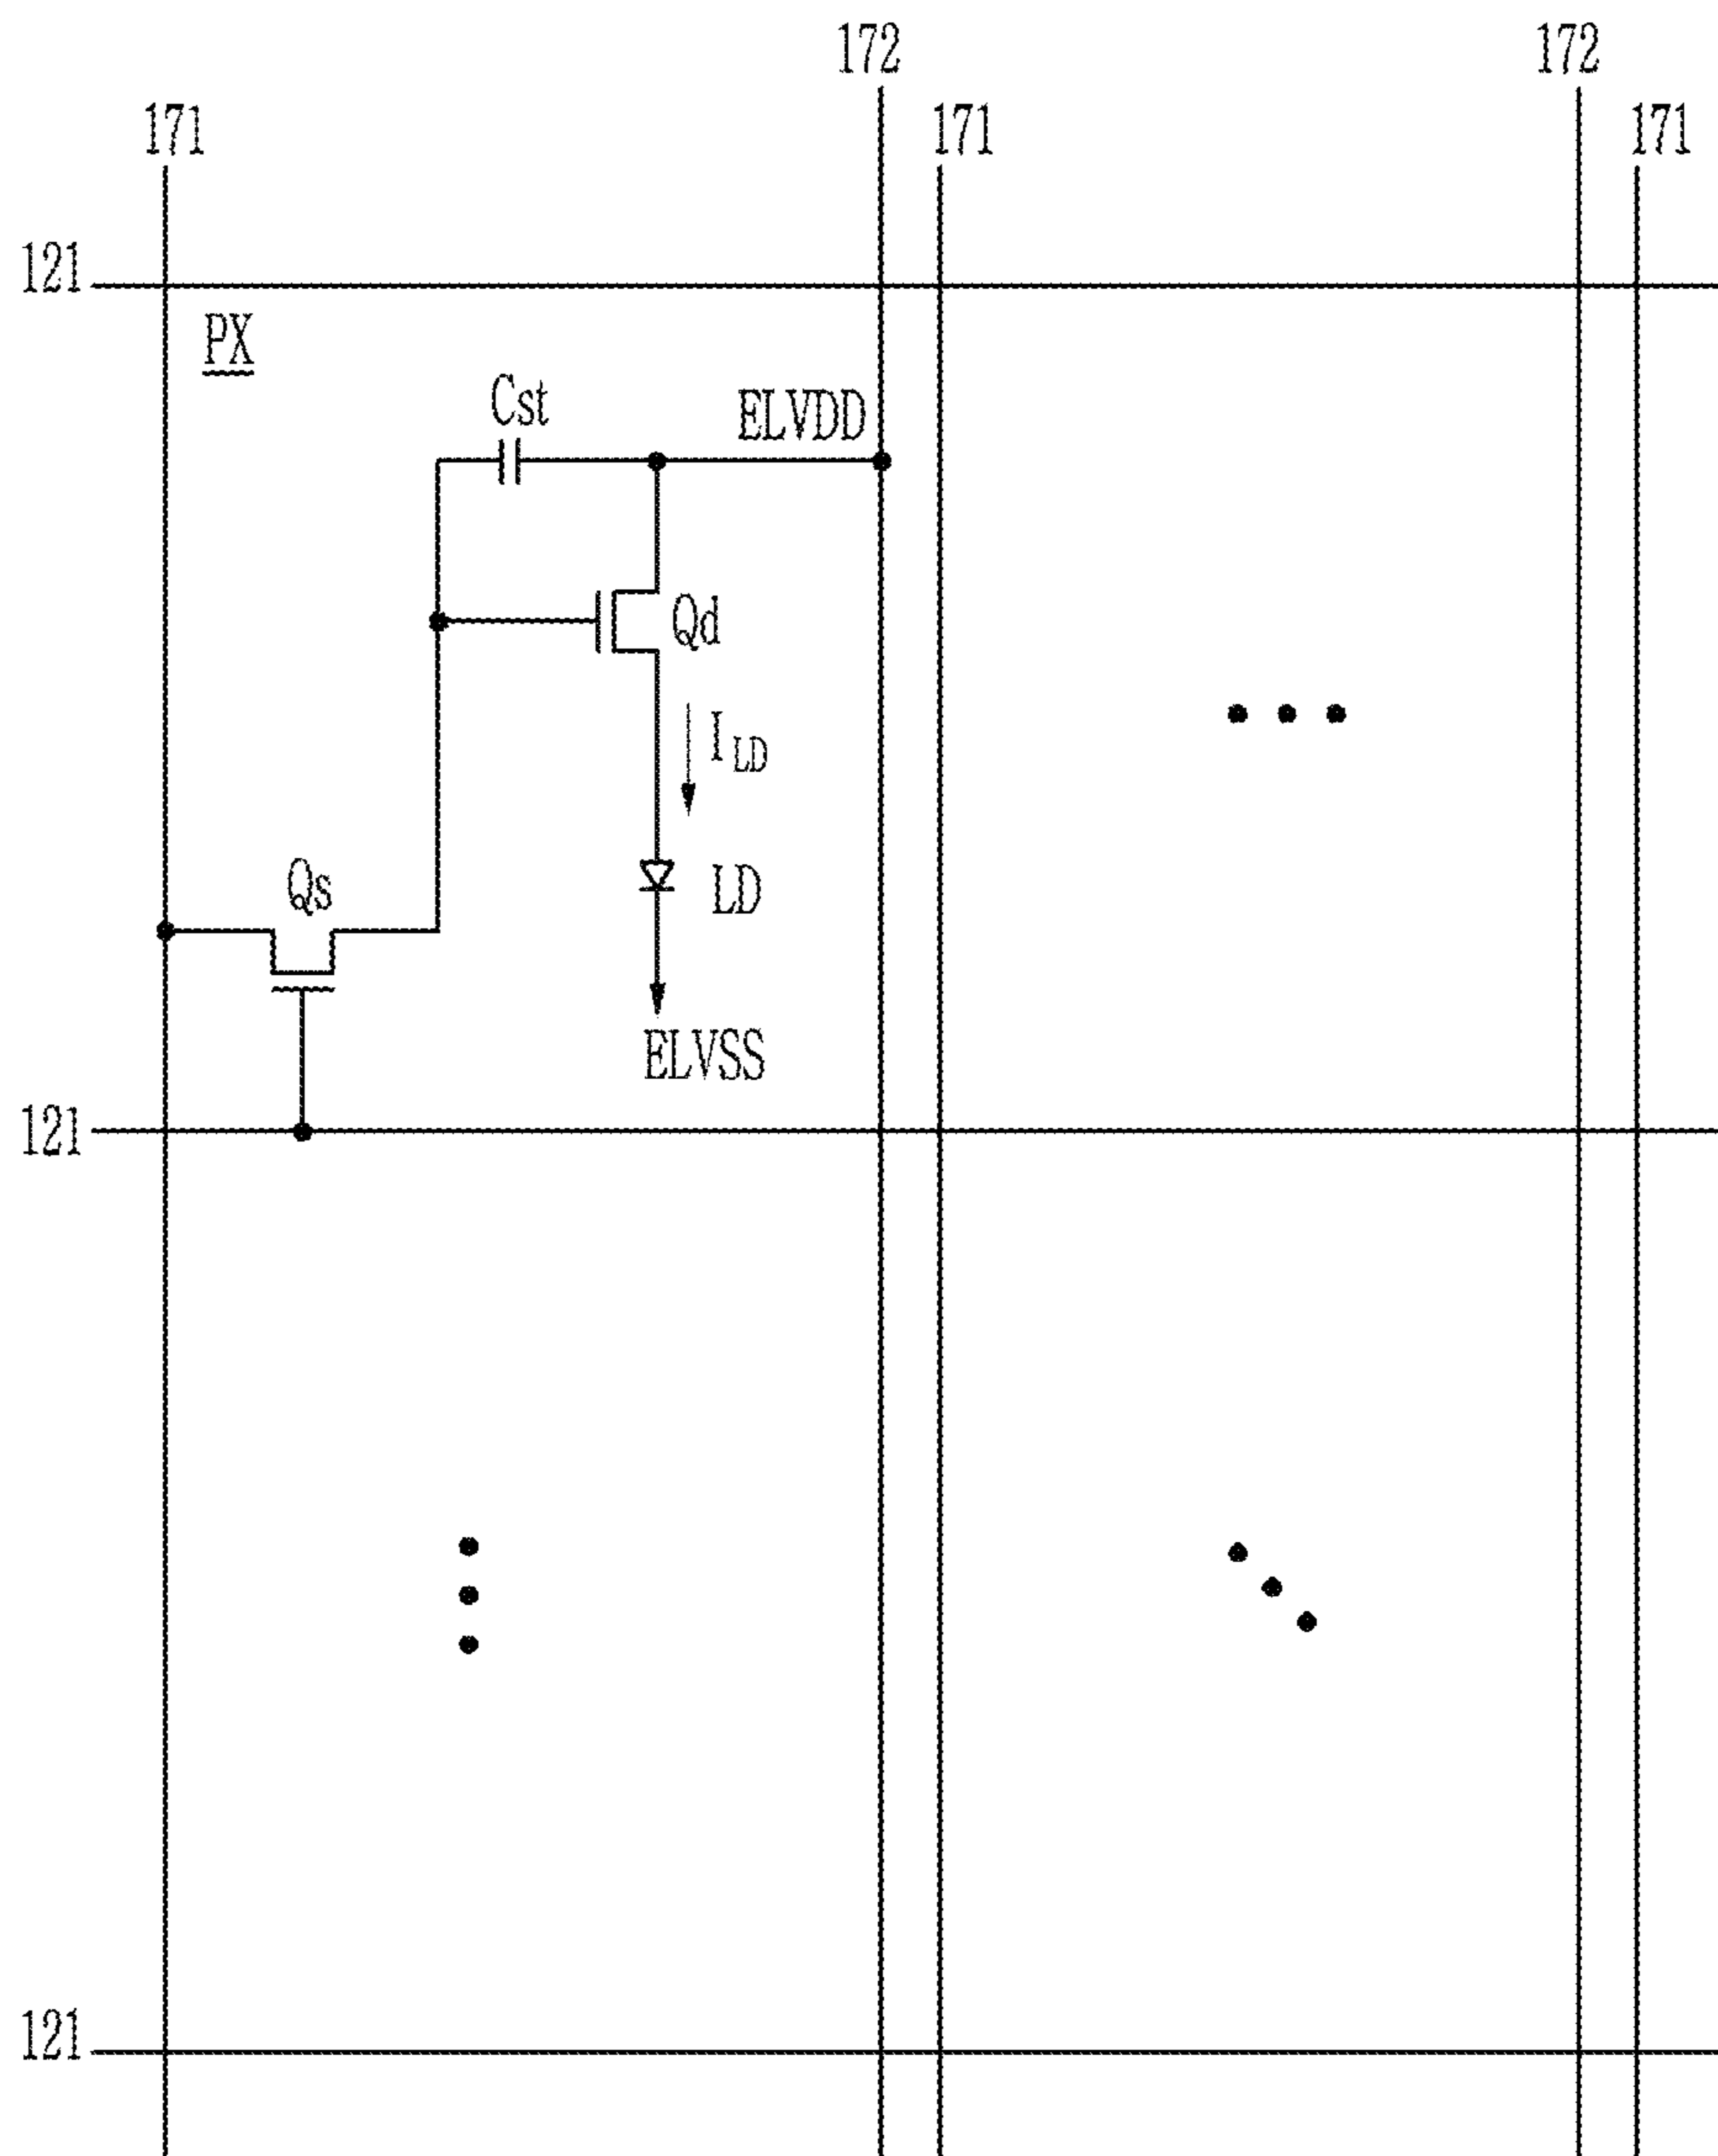 172 172
171 171 171
121
PX
Cst
ELVDD
Qd
I LD
Qs
LD
ELVSS
121
121